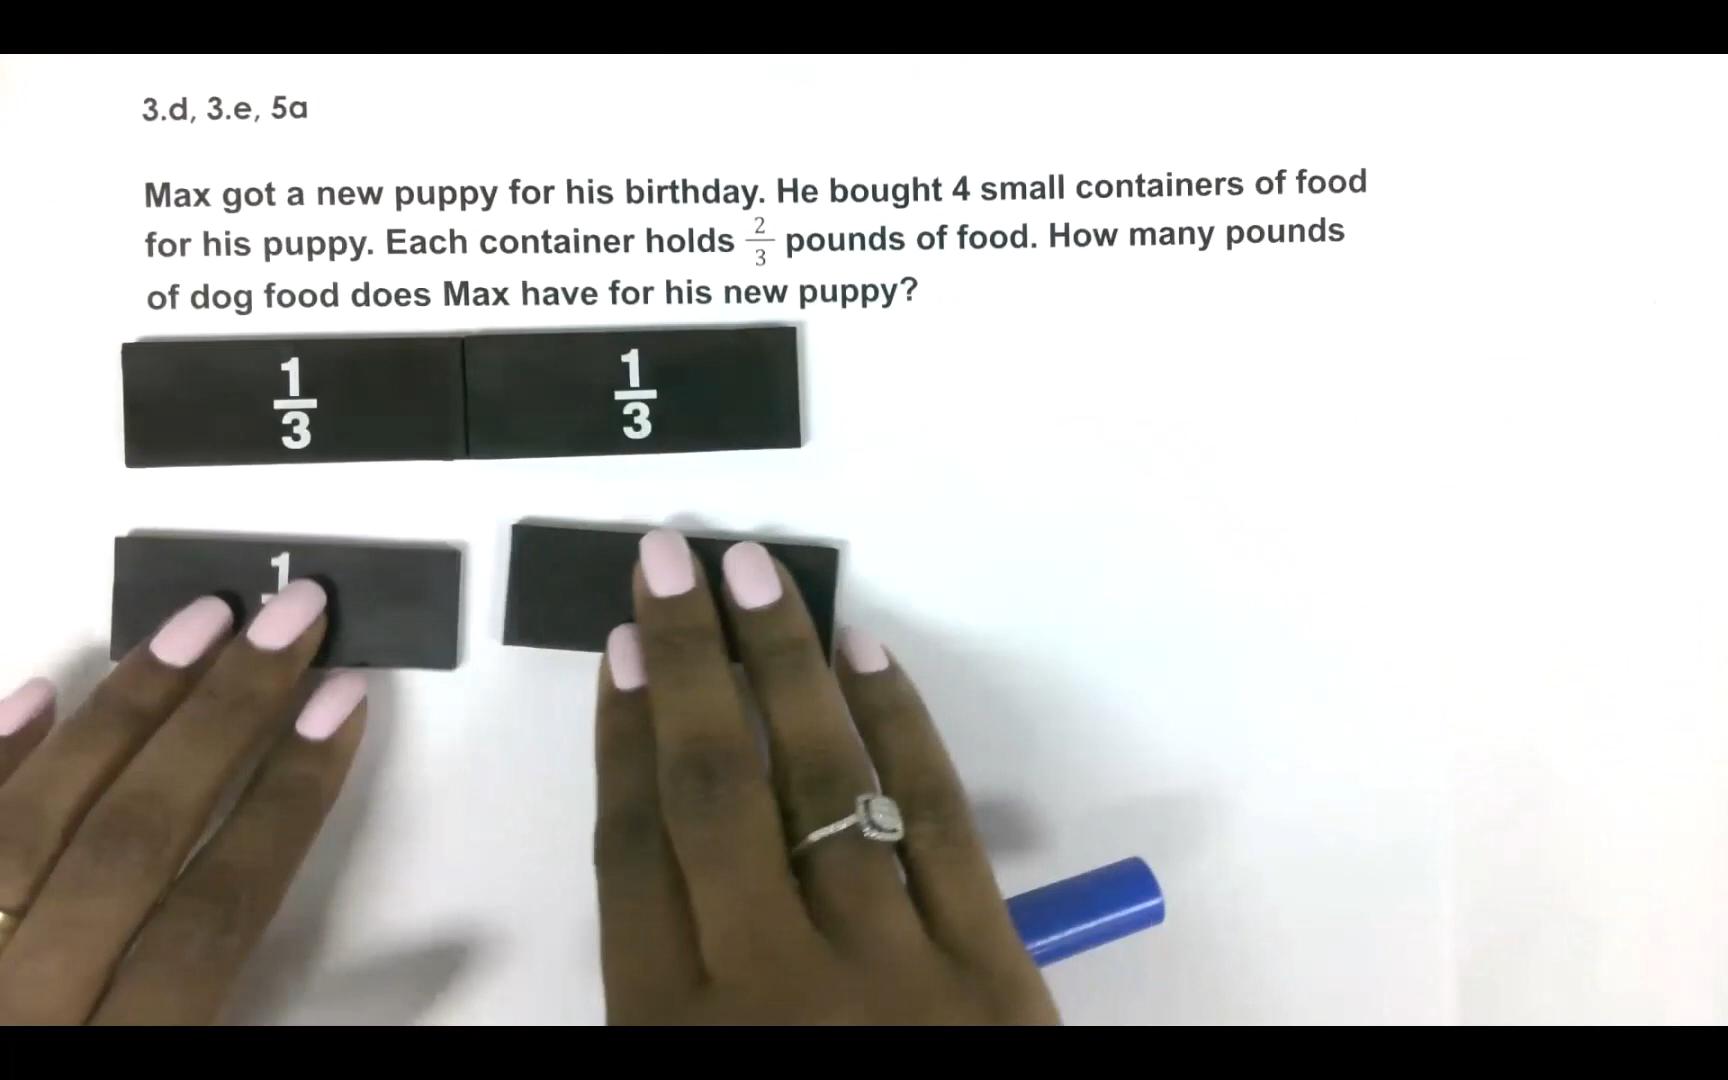 3.d, 3.e, 5a
Max got a new puppy for his birthday. He bought 4 small containers of food
for his puppy. Each container holds 2/3 pounds of food. How many pounds
of dog food does Max have for his new puppy?
1/3 1/3
1